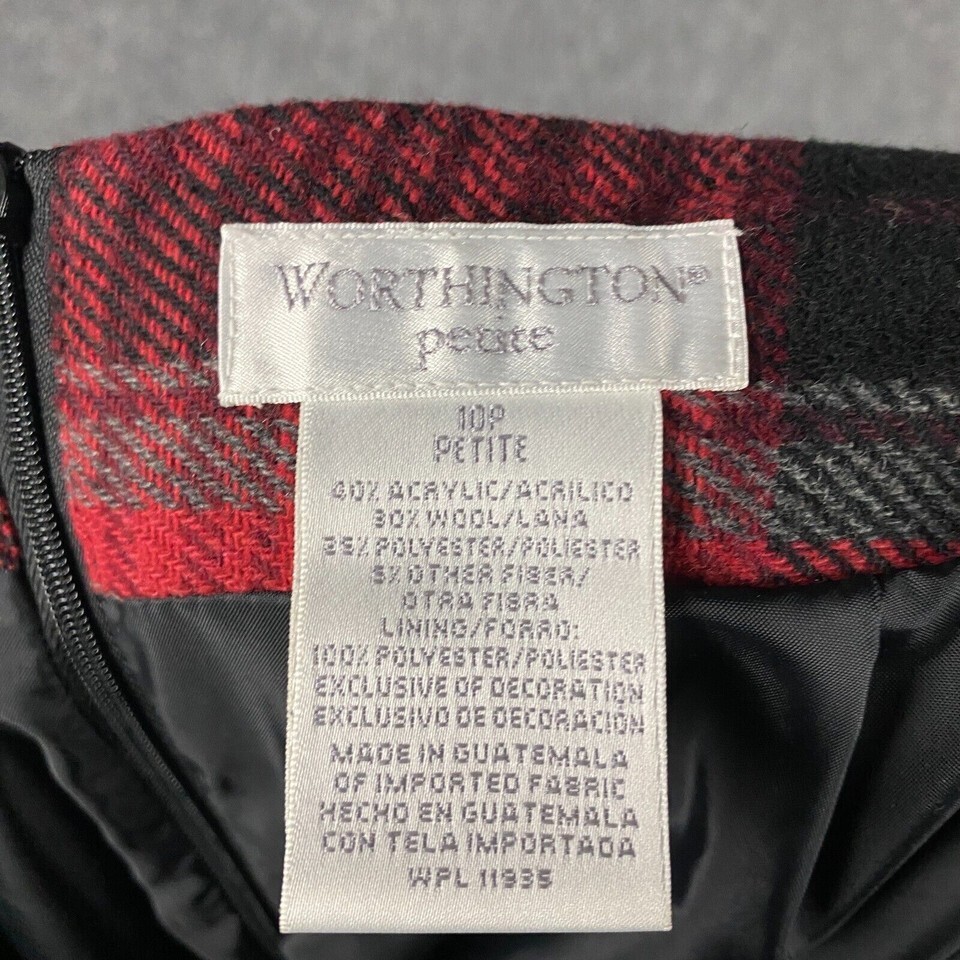 WORTHINGTON®
petite
10P
PETITE
40% ACRYLIC/ACRILICO
30% WOOL/LANA
25% POLYESTER/POLIESTER
5% OTHER FIBER/
OTRA FIBRA
LINING/FORRO:
100% POLYESTER/POLIESTER
EXCLUSIVE OF DECORATION
EXCLUSIVO DE DECORACIÓN
MADE IN GUATEMALA
OF IMPORTED FABRIC
HECHO EN GUATEMALA
CON TELA IMPORTADA
WPL 11935